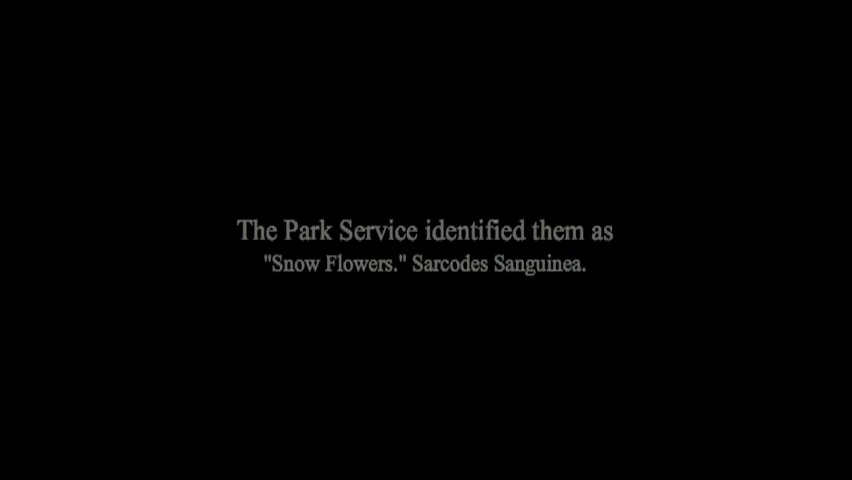 The Park Service identified them as
"Snow Flowers." Sarcodes Sanguinea.